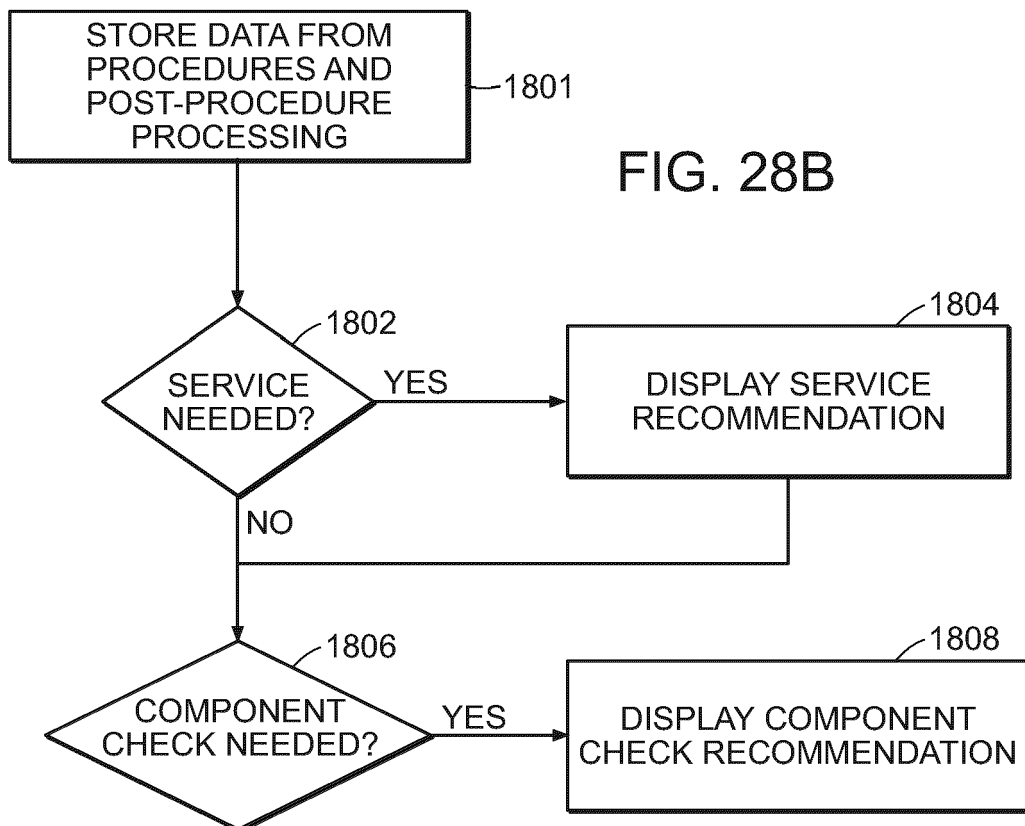 STORE DATA FROM
PROCEDURES AND
POST-PROCEDURE
PROCESSING
1801
FIG. 28B
1802
SERVICE
NEEDED?
YES
NO
1804
DISPLAY SERVICE
RECOMMENDATION
1806
COMPONENT
CHECK NEEDED?
YES
1808
DISPLAY COMPONENT
CHECK RECOMMENDATION